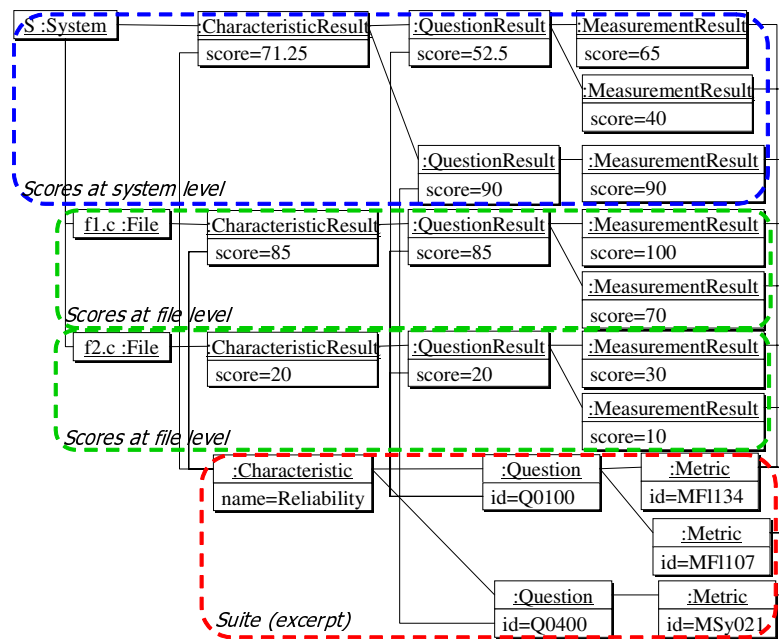 S :System
:CharacteristicResult
score=71.25
:QuestionResult
score=52.5
:MeasurementResult
score=65
:MeasurementResult
score=40
:QuestionResult
score=90
:MeasurementResult
score=90
Scores at system level
f1.c :File
:CharacteristicResult
score=85
:QuestionResult
score=85
:MeasurementResult
score=100
:MeasurementResult
score=70
Scores at file level
f2.c :File
:CharacteristicResult
score=20
:QuestionResult
score=20
:MeasurementResult
score=30
:MeasurementResult
score=10
Scores at file level
:Characteristic
name=Reliability
:Question
id=Q0100
:Metric
id=MFl134
:Metric
id=MFl107
:Question
id=Q0400
:Metric
id=MSy021
Suite (excerpt)